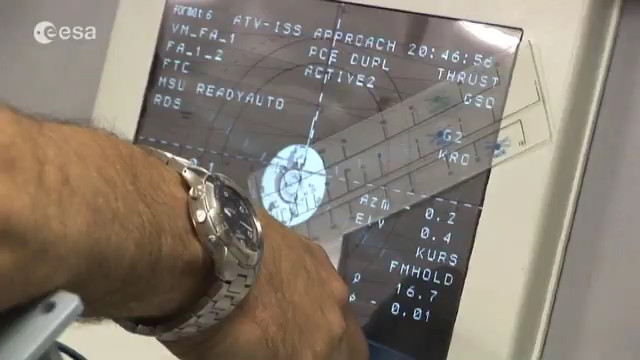 esa
Format 6
ATV-ISS APPROACH 20:46:56
VM_FA_1
PCE DUPL
THRUST
FA_1_2
ACTIVE2
GSO
FTC
MSU READYAUTO
G2
RDS
KRO
AZM 0.2
ELV 0.4
KURS
FMHOLD
ρ 16.7
0.01